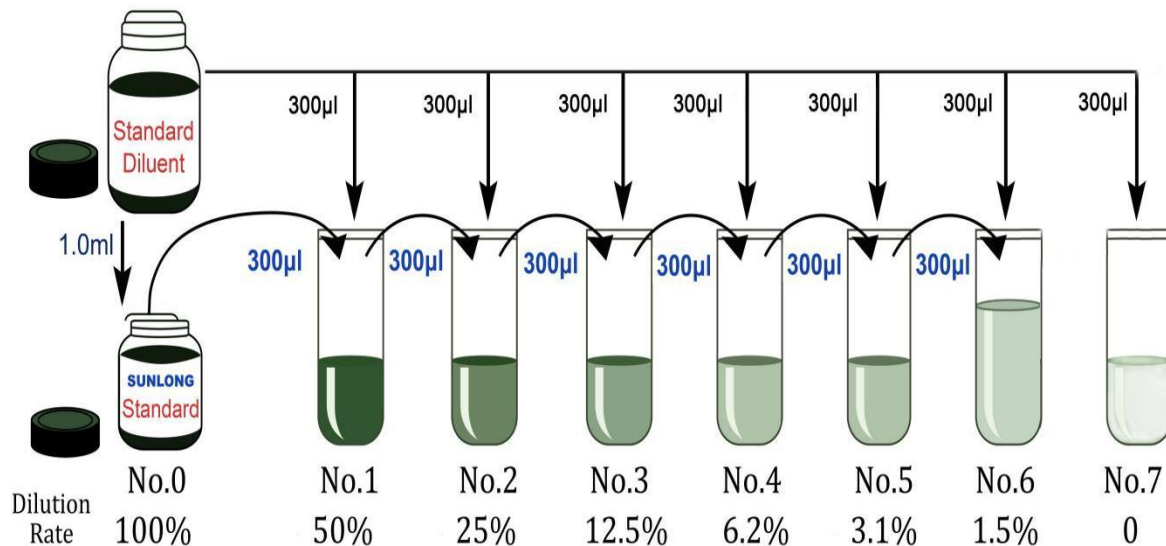 300µl 300µl 300µl 300µl 300µl 300µl 300µl
Standard
Diluent
1.0ml
300µl 300µl 300µl 300µl 300µl 300µl
SUNLONG
Standard
No.0 No.1 No.2 No.3 No.4 No.5 No.6 No.7
Dilution
Rate
100% 50% 25% 12.5% 6.2% 3.1% 1.5% 0